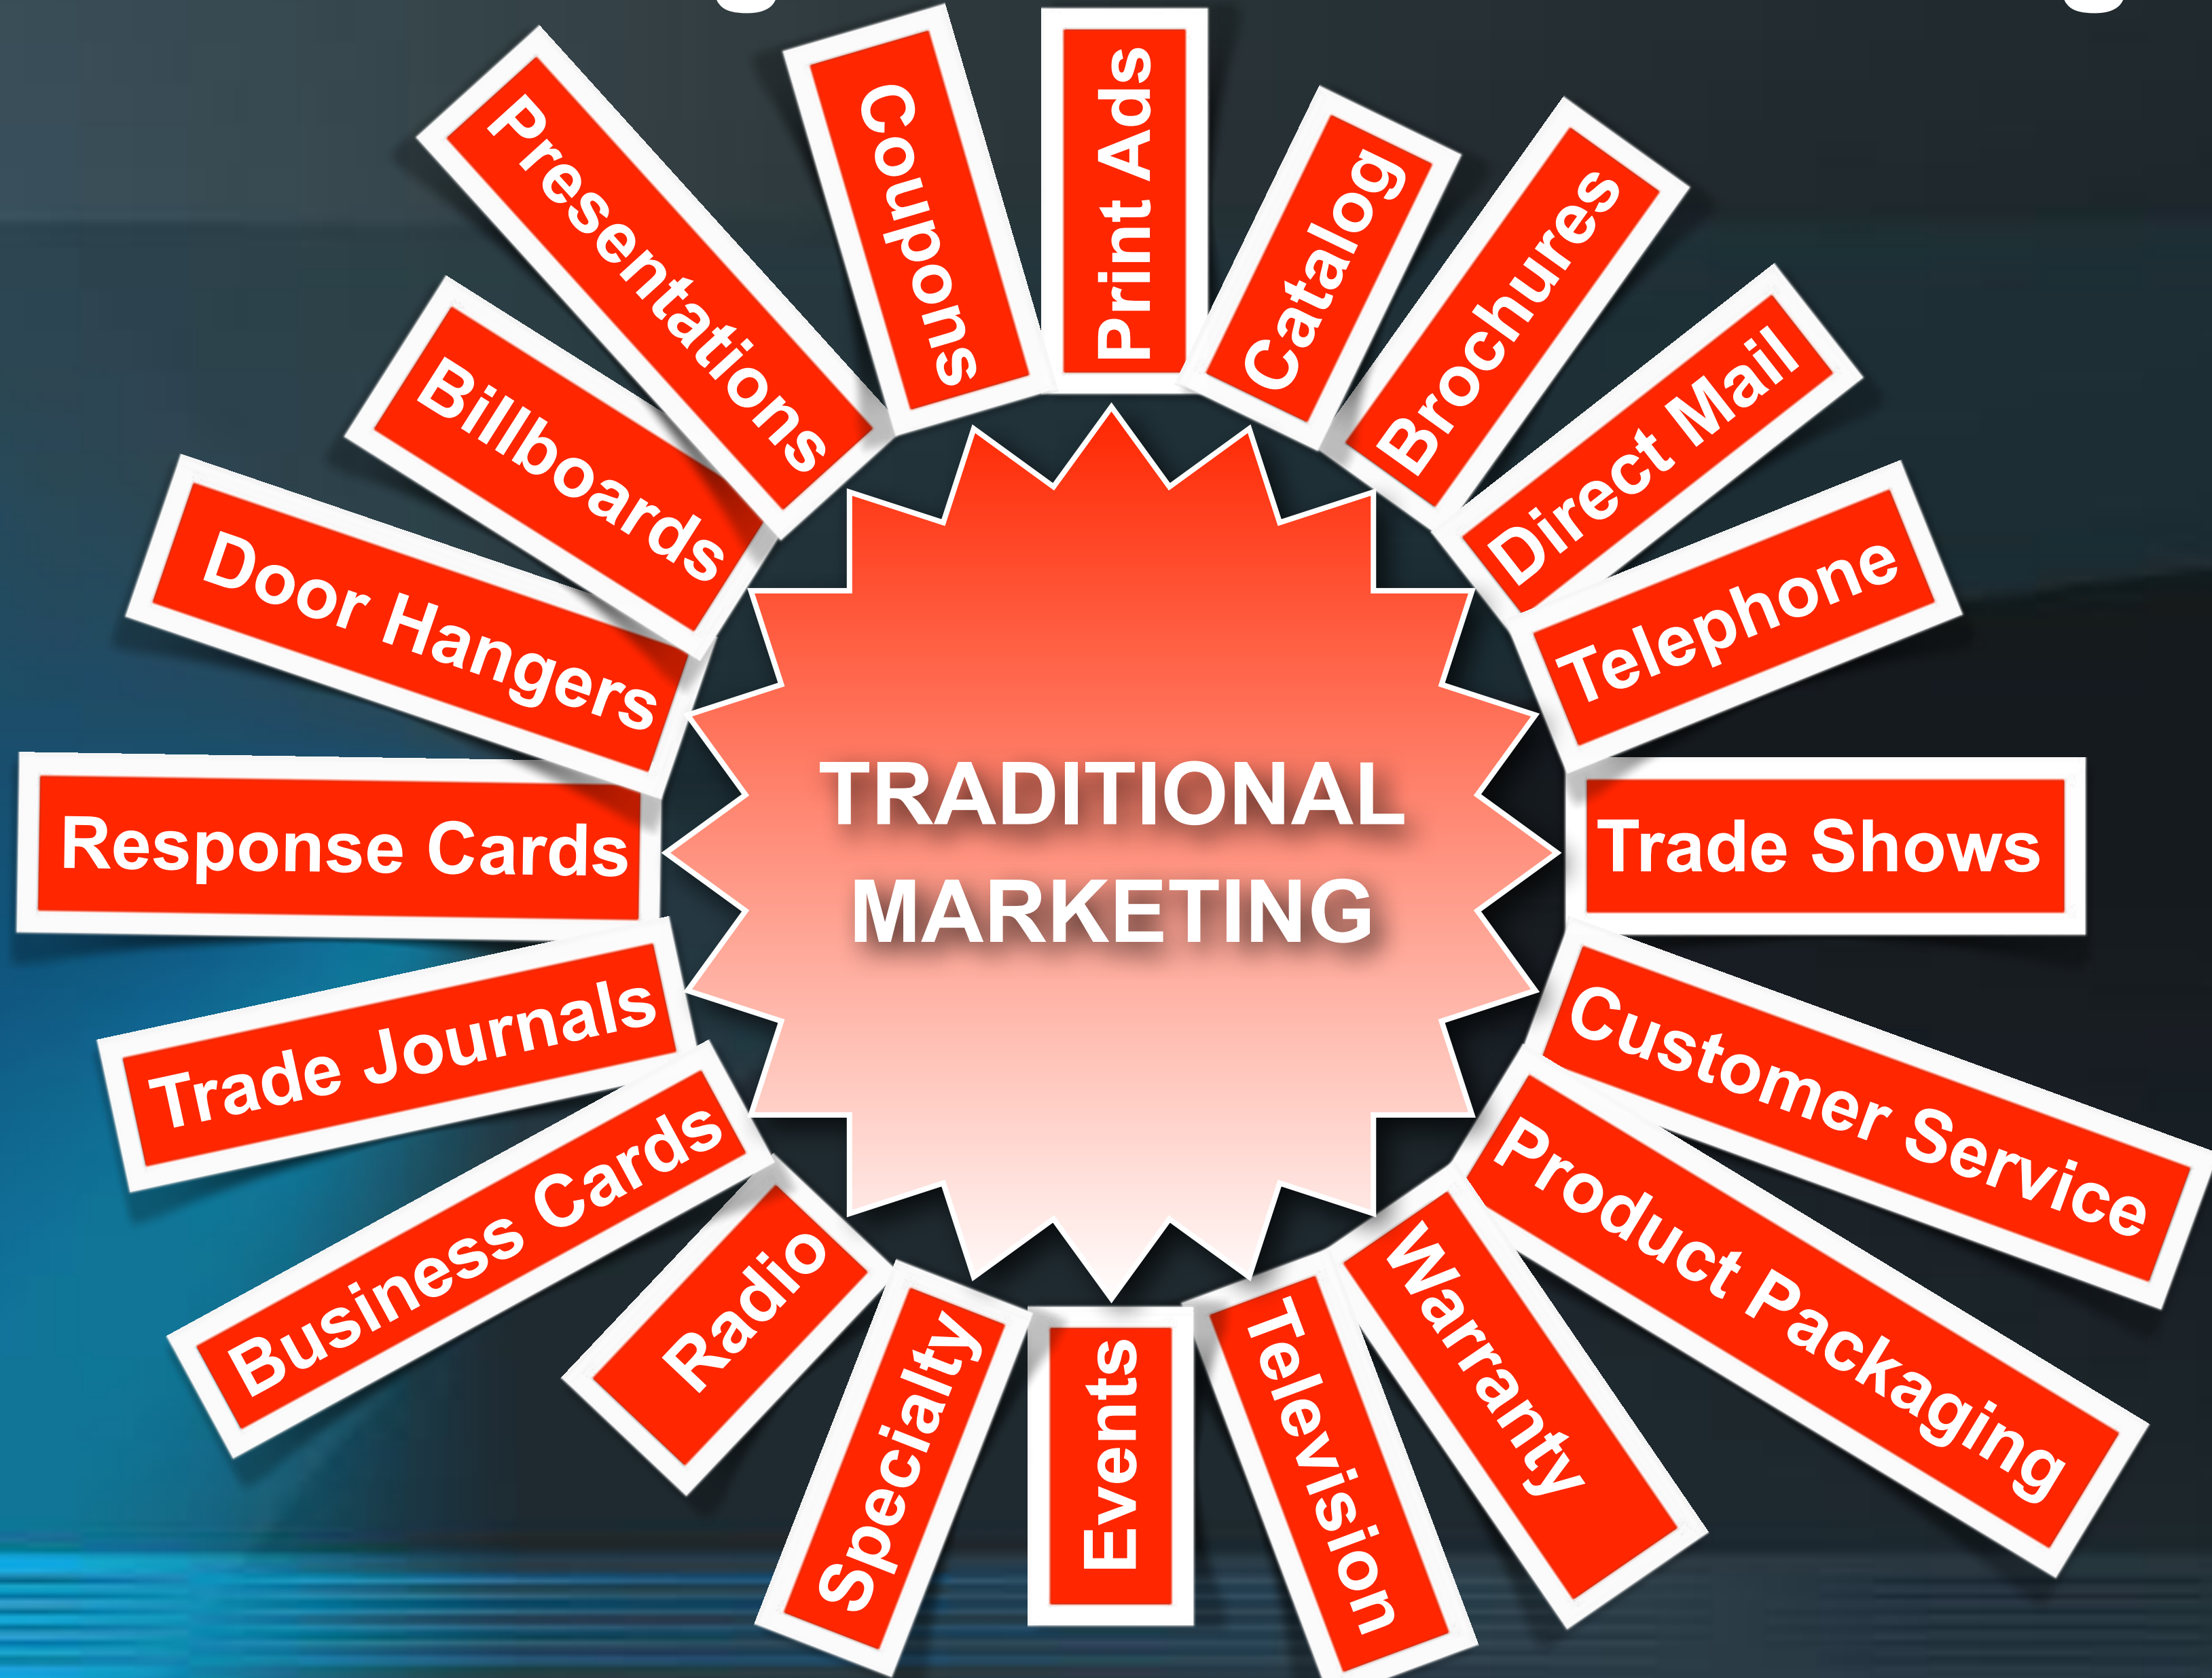 Print Ads
Catalog
Brochures
Direct Mail
Telephone
Trade Shows
Customer Service
Product Packaging
Warranty
Television
Events
Specialty
Radio
Business Cards
Trade Journals
Response Cards
Door Hangers
Billboards
Presentations
Coupons
TRADITIONAL
MARKETING